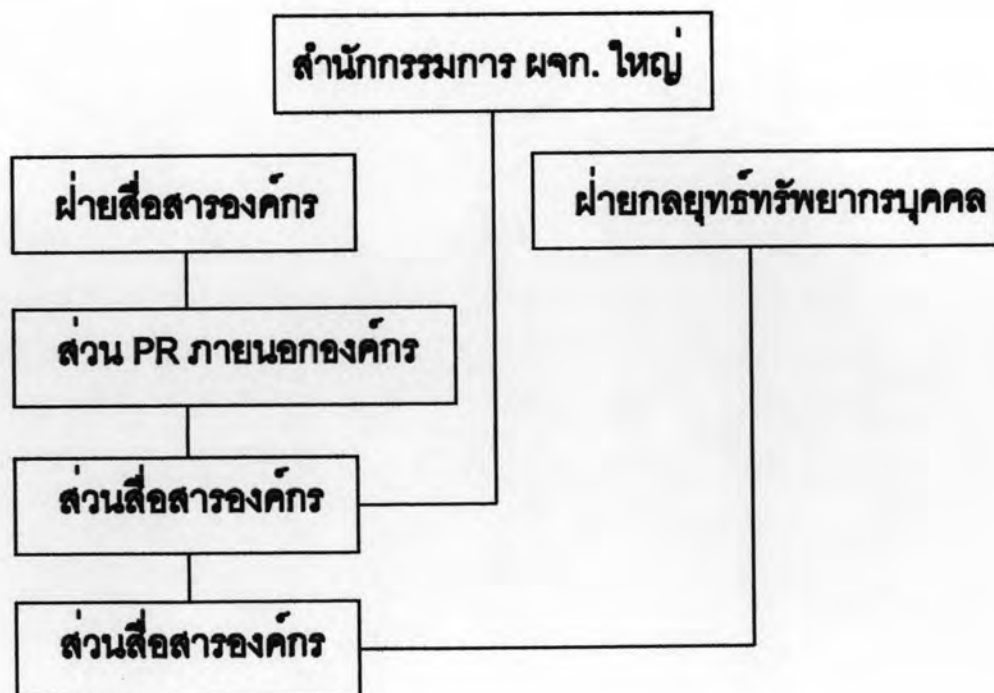 สำนักกรรมการ ผจก. ใหญ่
ฝ่ายสื่อสารองค์กร
ฝ่ายกลยุทธ์ทรัพยากรบุคคล
ส่วน PR ภายนอกองค์กร
ส่วนสื่อสารองค์กร
ส่วนสื่อสารองค์กร